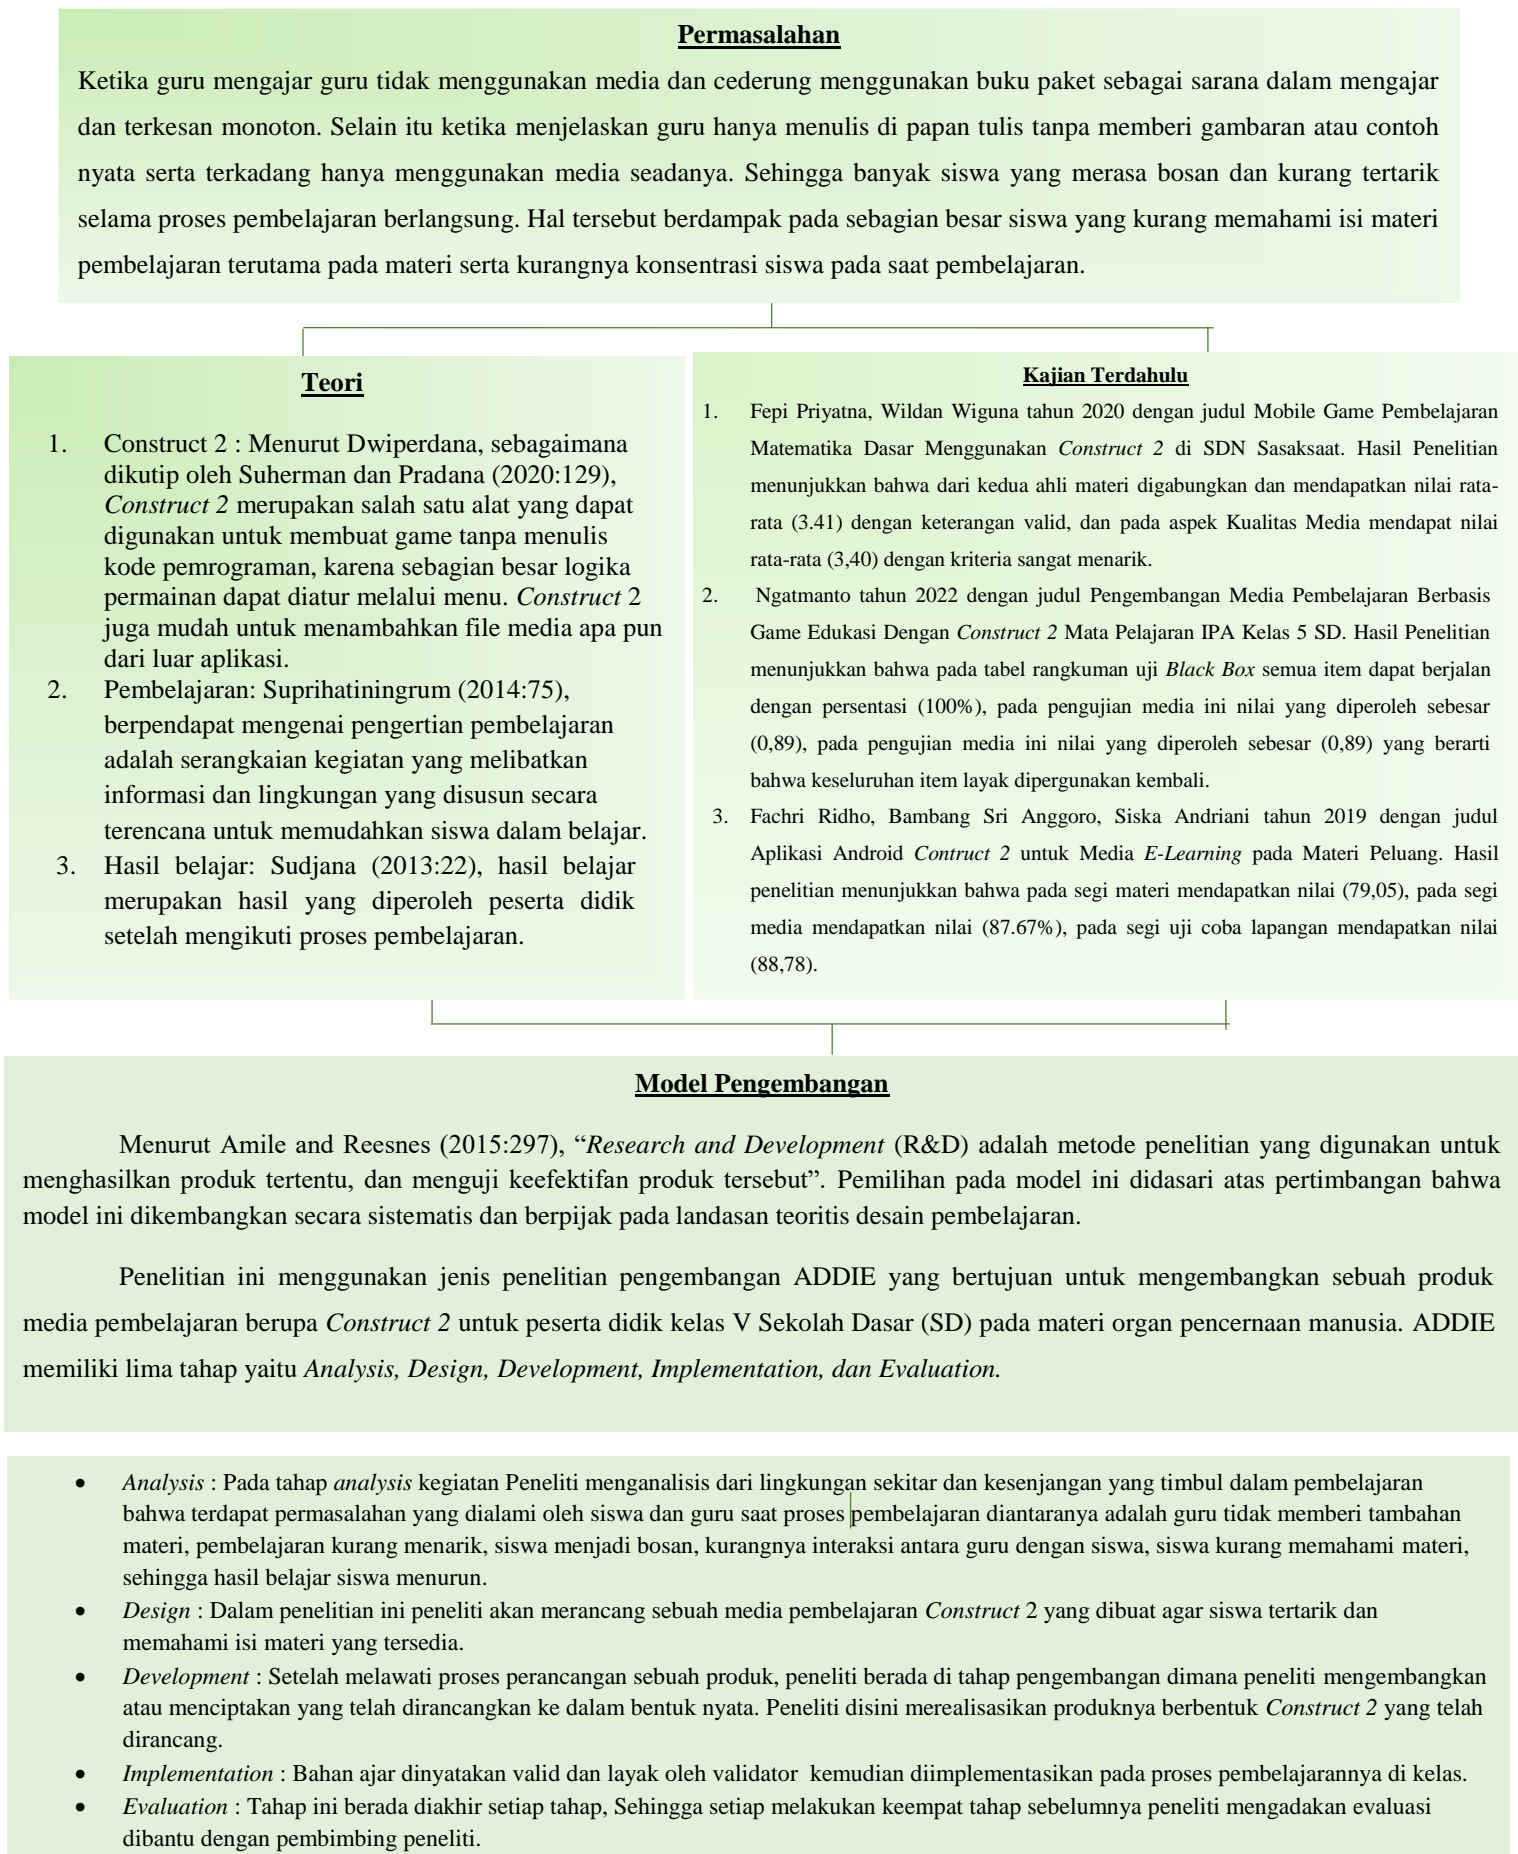 Permasalahan
Ketika guru mengajar guru tidak menggunakan media dan cederung menggunakan buku paket sebagai sarana dalam mengajar
dan terkesan monoton. Selain itu ketika menjelaskan guru hanya menulis di papan tulis tanpa memberi gambaran atau contoh
nyata serta terkadang hanya menggunakan media seadanya. Sehingga banyak siswa yang merasa bosan dan kurang tertarik
selama proses pembelajaran berlangsung. Hal tersebut berdampak pada sebagian besar siswa yang kurang memahami isi materi
pembelajaran terutama pada materi serta kurangnya konsentrasi siswa pada saat pembelajaran.
Teori
1. Construct 2 : Menurut Dwiperdana, sebagaimana
dikutip oleh Suherman dan Pradana (2020:129),
Construct 2 merupakan salah satu alat yang dapat
digunakan untuk membuat game tanpa menulis
kode pemrograman, karena sebagian besar logika
permainan dapat diatur melalui menu. Construct 2
juga mudah untuk menambahkan file media apa pun
dari luar aplikasi.
2. Pembelajaran: Suprihatiningrum (2014:75),
berpendapat mengenai pengertian pembelajaran
adalah serangkaian kegiatan yang melibatkan
informasi dan lingkungan yang disusun secara
terencana untuk memudahkan siswa dalam belajar.
3. Hasil belajar: Sudjana (2013:22), hasil belajar
merupakan hasil yang diperoleh peserta didik
setelah mengikuti proses pembelajaran.
Kajian Terdahulu
1. Fepi Priyatna, Wildan Wiguna tahun 2020 dengan judul Mobile Game Pembelajaran
Matematika Dasar Menggunakan Construct 2 di SDN Sasaksaat. Hasil Penelitian
menunjukkan bahwa dari kedua ahli materi digabungkan dan mendapatkan nilai rata-
rata (3.41) dengan keterangan valid, dan pada aspek Kualitas Media mendapat nilai
rata-rata (3,40) dengan kriteria sangat menarik.
2. Ngatmanto tahun 2022 dengan judul Pengembangan Media Pembelajaran Berbasis
Game Edukasi Dengan Construct 2 Mata Pelajaran IPA Kelas 5 SD. Hasil Penelitian
menunjukkan bahwa pada tabel rangkuman uji Black Box semua item dapat berjalan
dengan persentasi (100%), pada pengujian media ini nilai yang diperoleh sebesar
(0,89), pada pengujian media ini nilai yang diperoleh sebesar (0,89) yang berarti
bahwa keseluruhan item layak dipergunakan kembali.
3. Fachri Ridho, Bambang Sri Anggoro, Siska Andriani tahun 2019 dengan judul
Aplikasi Android Contruct 2 untuk Media E-Learning pada Materi Peluang. Hasil
penelitian menunjukkan bahwa pada segi materi mendapatkan nilai (79,05), pada segi
media mendapatkan nilai (87.67%), pada segi uji coba lapangan mendapatkan nilai
(88,78).
Model Pengembangan
Menurut Amile and Reesnes (2015:297), “Research and Development (R&D) adalah metode penelitian yang digunakan untuk
menghasilkan produk tertentu, dan menguji keefektifan produk tersebut”. Pemilihan pada model ini didasari atas pertimbangan bahwa
model ini dikembangkan secara sistematis dan berpijak pada landasan teoritis desain pembelajaran.
Penelitian ini menggunakan jenis penelitian pengembangan ADDIE yang bertujuan untuk mengembangkan sebuah produk
media pembelajaran berupa Construct 2 untuk peserta didik kelas V Sekolah Dasar (SD) pada materi organ pencernaan manusia. ADDIE
memiliki lima tahap yaitu Analysis, Design, Development, Implementation, dan Evaluation.
• Analysis : Pada tahap analysis kegiatan Peneliti menganalisis dari lingkungan sekitar dan kesenjangan yang timbul dalam pembelajaran
bahwa terdapat permasalahan yang dialami oleh siswa dan guru saat proses pembelajaran diantaranya adalah guru tidak memberi tambahan
materi, pembelajaran kurang menarik, siswa menjadi bosan, kurangnya interaksi antara guru dengan siswa, siswa kurang memahami materi,
sehingga hasil belajar siswa menurun.
• Design : Dalam penelitian ini peneliti akan merancang sebuah media pembelajaran Construct 2 yang dibuat agar siswa tertarik dan
memahami isi materi yang tersedia.
• Development : Setelah melawati proses perancangan sebuah produk, peneliti berada di tahap pengembangan dimana peneliti mengembangkan
atau menciptakan yang telah dirancangkan ke dalam bentuk nyata. Peneliti disini merealisasikan produknya berbentuk Construct 2 yang telah
dirancang.
• Implementation : Bahan ajar dinyatakan valid dan layak oleh validator kemudian diimplementasikan pada proses pembelajarannya di kelas.
• Evaluation : Tahap ini berada diakhir setiap tahap, Sehingga setiap melakukan keempat tahap sebelumnya peneliti mengadakan evaluasi
dibantu dengan pembimbing peneliti.